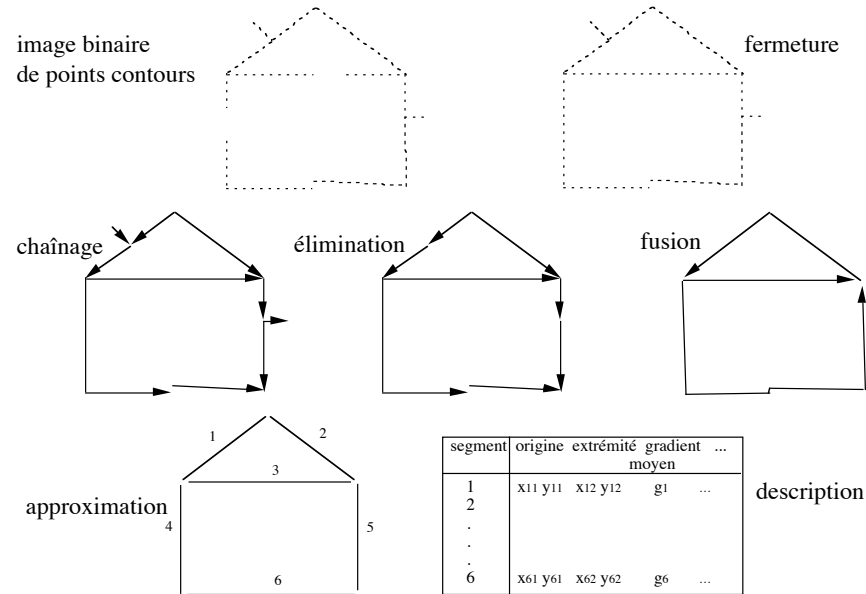 image binaire
de points contours
fermeture
chaînage
élimination
fusion
approximation
1
2
3
4
5
6
segment origine extrémité gradient ...
moyen
1 x11 y11 x12 y12 g1 ...
2
.
.
.
6 x61 y61 x62 y62 g6 ...
description